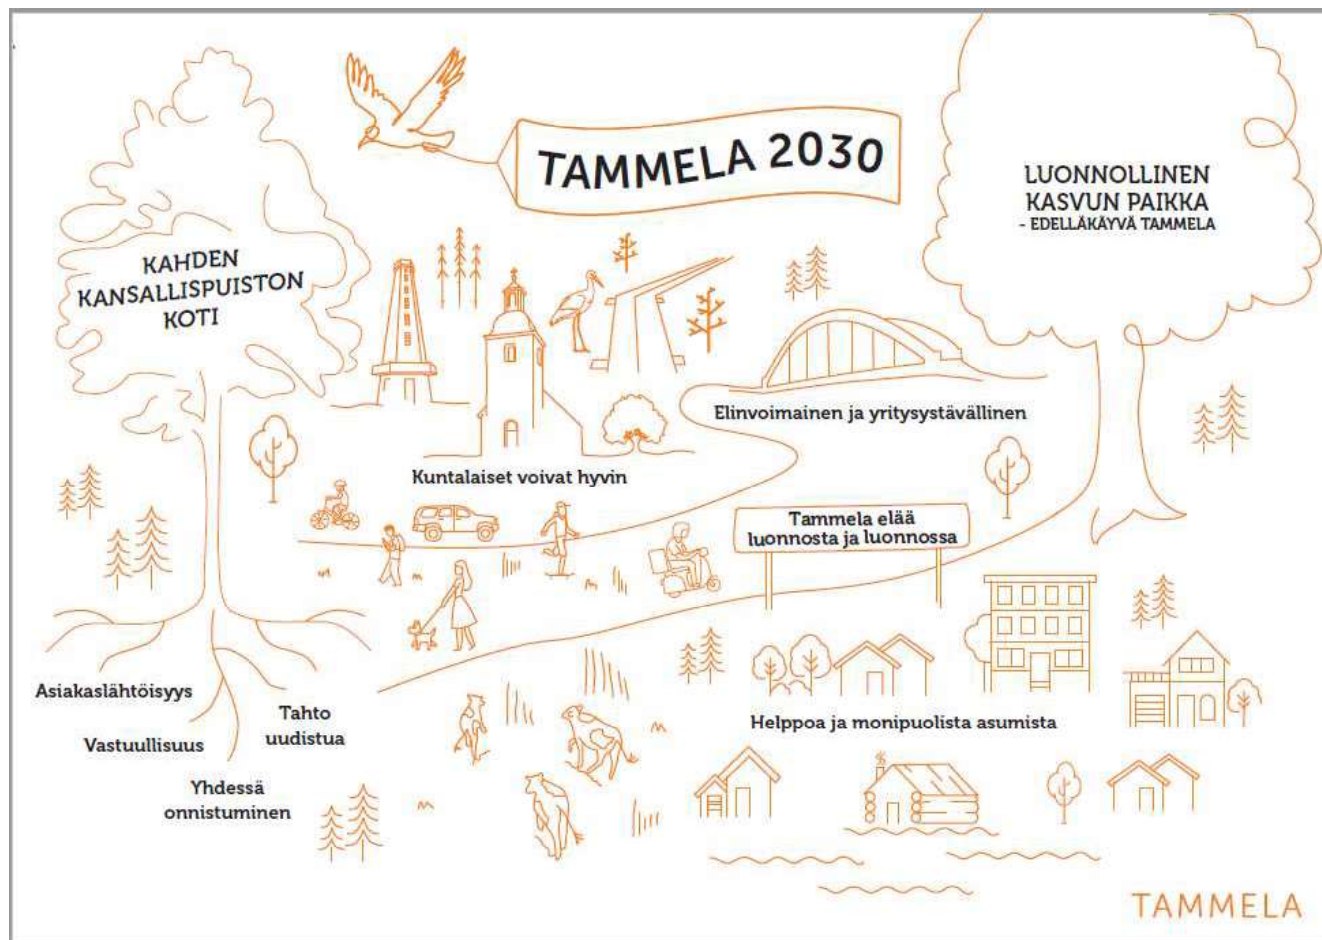 TAMMELA 2030
LUONNOLLINEN
KASVUN PAIKKA
- EDELLÄKÄYVÄ TAMMELA
KAHDEN
KANSALLISPUISTON
KOTI
Elinvoimainen ja yritysystävällinen
Kuntalaiset voivat hyvin
Tammela elää
luonnosta ja luonnossa
Asiakaslähtöisyys
Tahto
uudistua
Vastuullisuus
Yhdessä
onnistuminen
Helppoa ja monipuolista asumista
TAMMELA